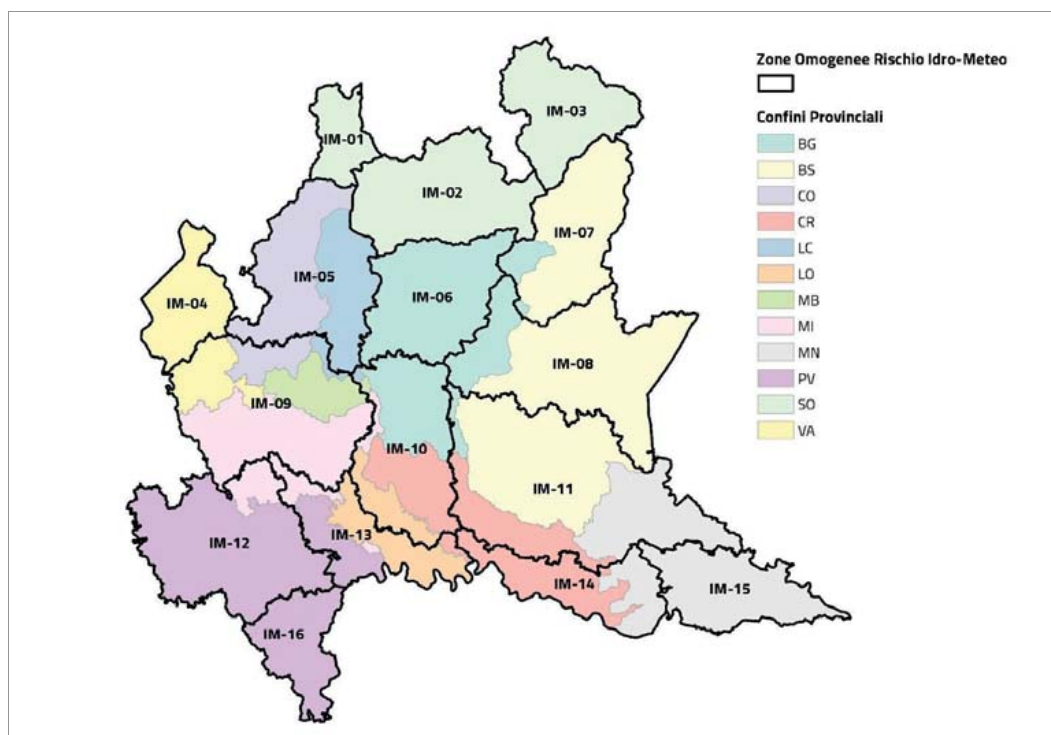 Zone Omogenee Rischio Idro-Meteo
Confini Provinciali
BG
BS
CO
CR
LC
LO
MB
MI
MN
PV
SO
VA
IM-01
IM-03
IM-02
IM-07
IM-05
IM-06
IM-04
IM-08
IM-09
IM-10
IM-11
IM-12
IM-13
IM-14
IM-15
IM-16